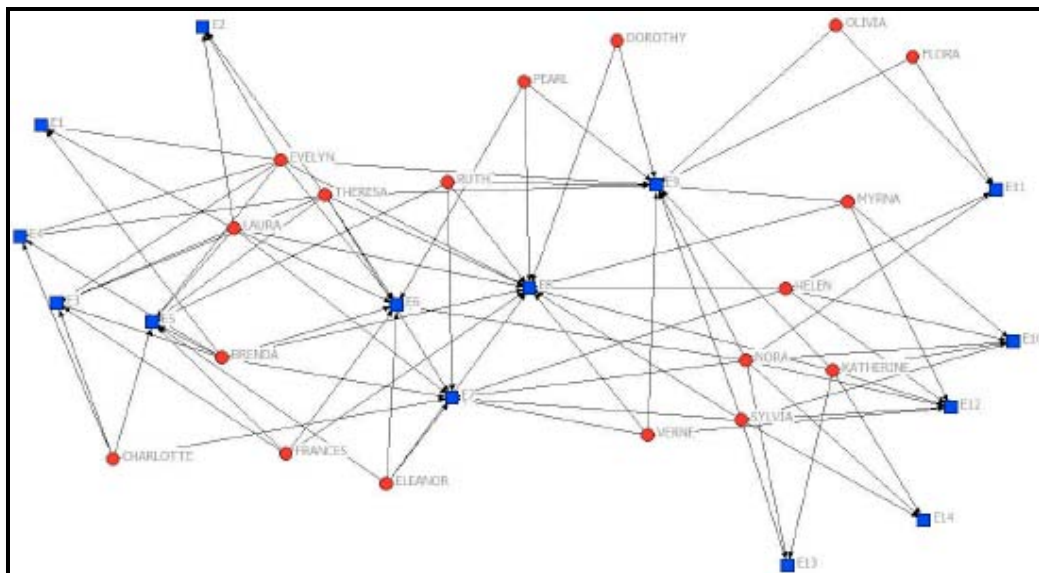 E2
OLIVIA
DOROTHY
FLORA
PEARL
E1
EVELYN
RUTH
E9
THERESA
E11
MYRNA
LAURA
E4
E8
HELEN
E3
E6
E5
E10
BRENDA
NORA
KATHERINE
E7
E12
SYLVIA
VERNE
CHARLOTTE
FRANCES
ELEANOR
E14
E13